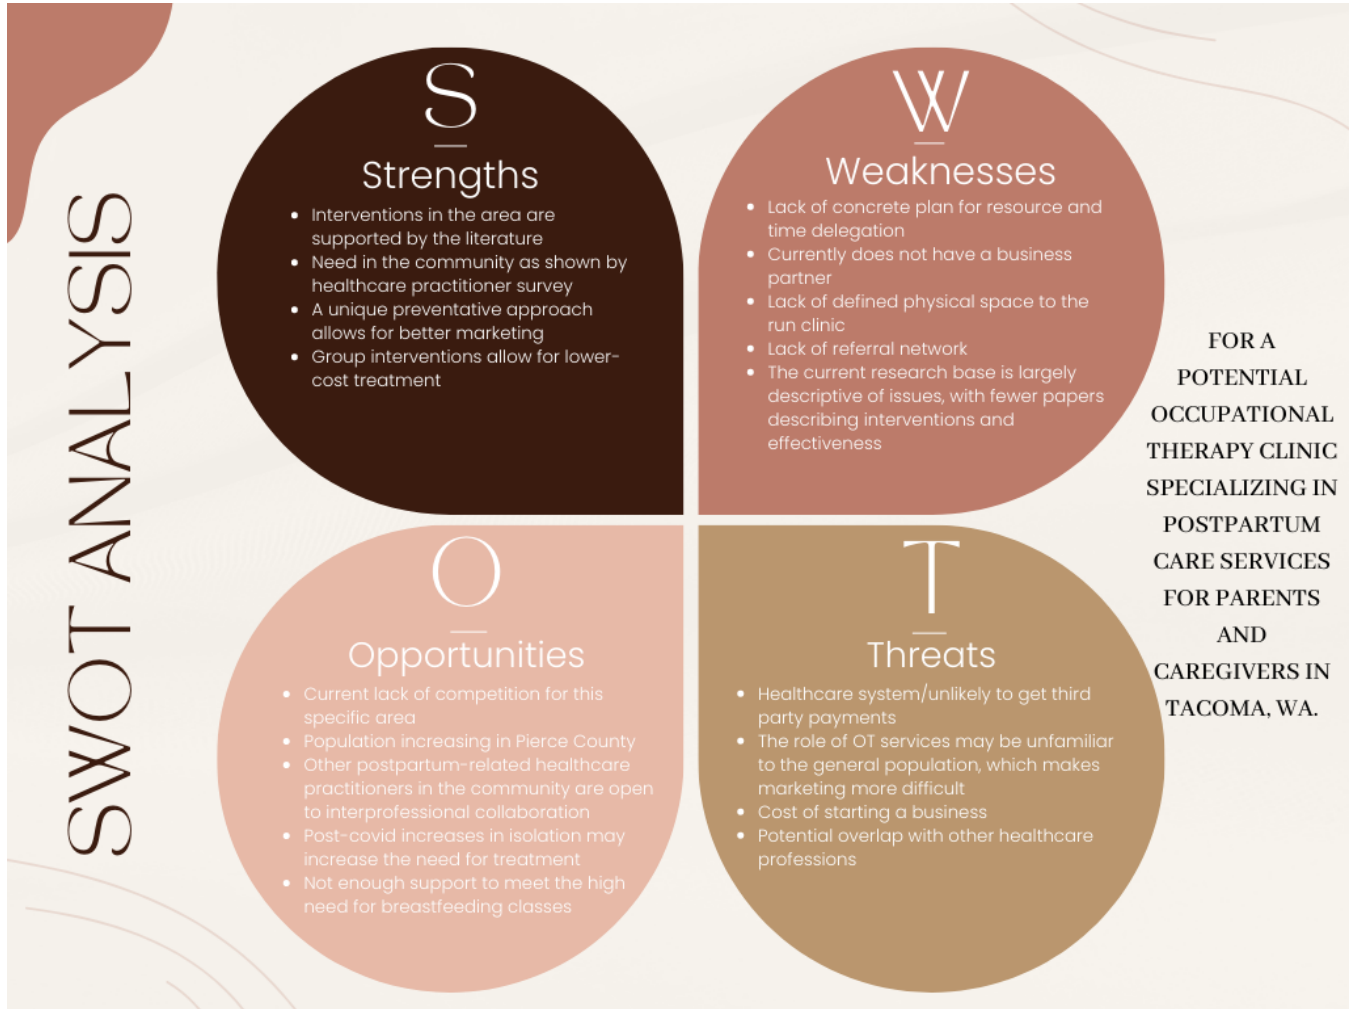 SWOT ANALYSIS
S
Strengths
• Interventions in the area are
supported by the literature
• Need in the community as shown by
healthcare practitioner survey
• A unique preventative approach
allows for better marketing
• Group interventions allow for lower-
cost treatment
W
Weaknesses
• Lack of concrete plan for resource and
time delegation
• Currently does not have a business
partner
• Lack of defined physical space to the
run clinic
• Lack of referral network
• The current research base is largely
descriptive of issues, with fewer papers
describing interventions and
effectiveness
O
Opportunities
• Current lack of competition for this
specific area
• Population increasing in Pierce County
• Other postpartum-related healthcare
practitioners in the community are open
to interprofessional collaboration
• Post-covid increases in isolation may
increase the need for treatment
• Not enough support to meet the high
need for breastfeeding classes
T
Threats
• Healthcare system/unlikely to get third
party payments
• The role of OT services may be unfamiliar
to the general population, which makes
marketing more difficult
• Cost of starting a business
• Potential overlap with other healthcare
professions
FOR A
POTENTIAL
OCCUPATIONAL
THERAPY CLINIC
SPECIALIZING IN
POSTPARTUM
CARE SERVICES
FOR PARENTS
AND
CAREGIVERS IN
TACOMA, WA.